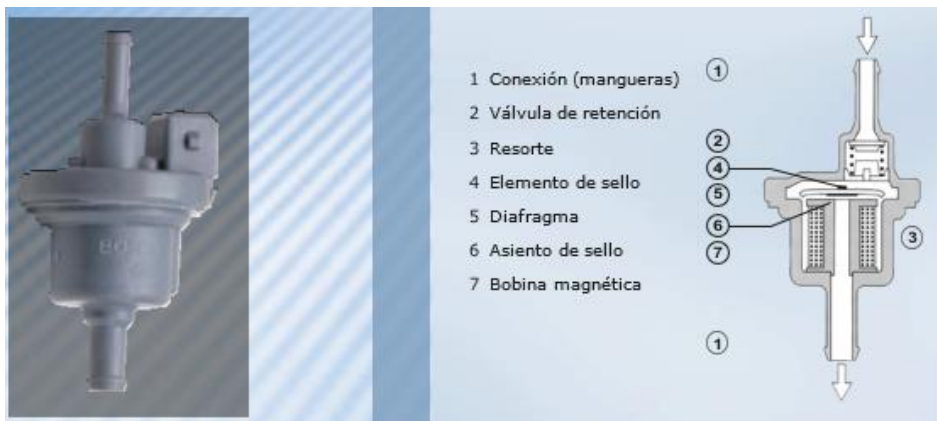 1 Conexión (mangueras)
2 Válvula de retención
3 Resorte
4 Elemento de sello
5 Diafragma
6 Asiento de sello
7 Bobina magnética
1
2
4
5
6
7
3
1